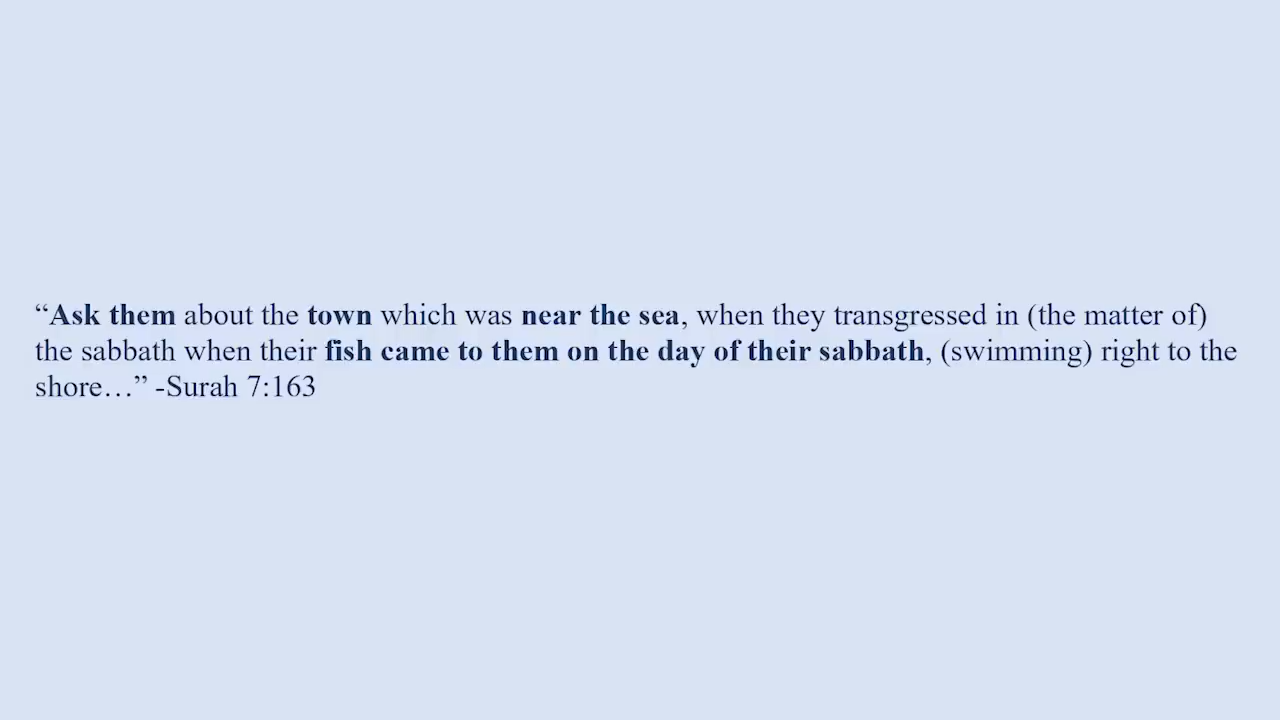 “Ask them about the town which was near the sea, when they transgressed in (the matter of)
the sabbath when their fish came to them on the day of their sabbath, (swimming) right to the
shore…” -Surah 7:163